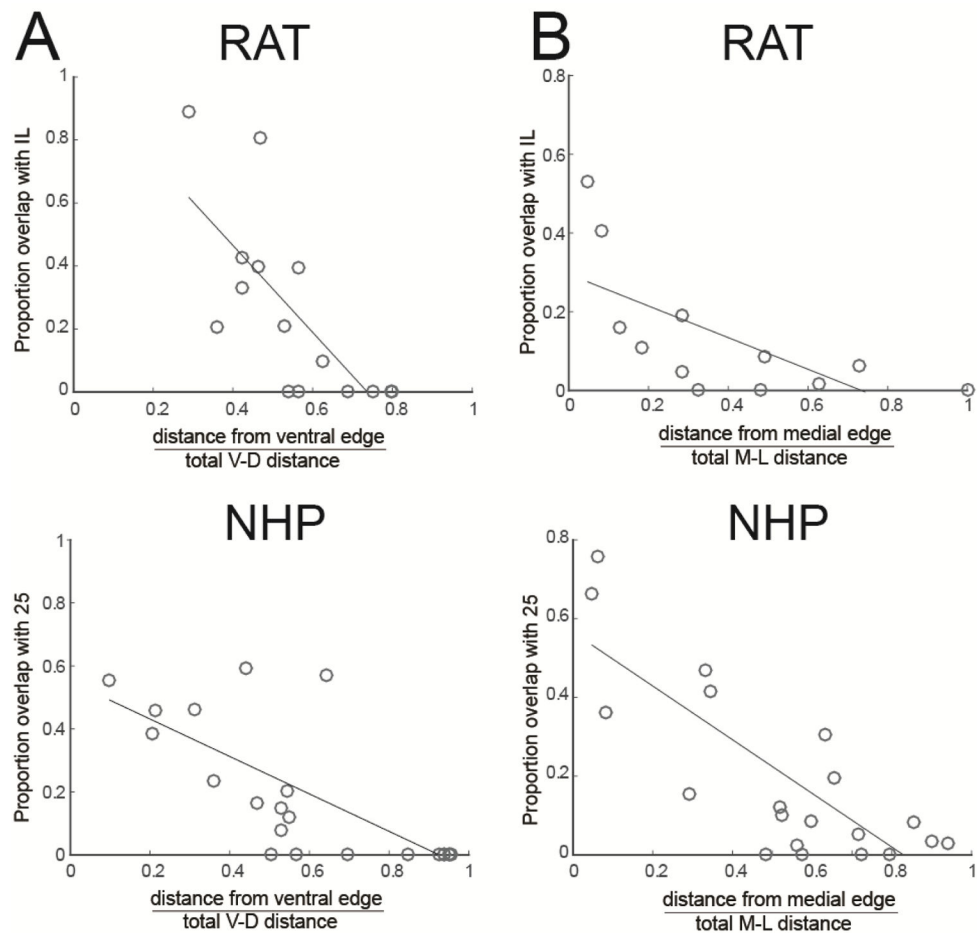 A
RAT
Proportion overlap with IL
1
0.8
0.6
0.4
0.2
0
0
0.2
0.4
0.6
0.8
1
distance from ventral edge
total V-D distance
B
RAT
Proportion overlap with IL
0.8
0.6
0.4
0.2
0
0
0.2
0.4
0.6
0.8
1
distance from medial edge
total M-L distance
NHP
Proportion overlap with 25
1
0.8
0.6
0.4
0.2
0
0
0.2
0.4
0.6
0.8
1
distance from ventral edge
total V-D distance
NHP
Proportion overlap with 25
0.8
0.6
0.4
0.2
0
0
0.2
0.4
0.6
0.8
1
distance from medial edge
total M-L distance